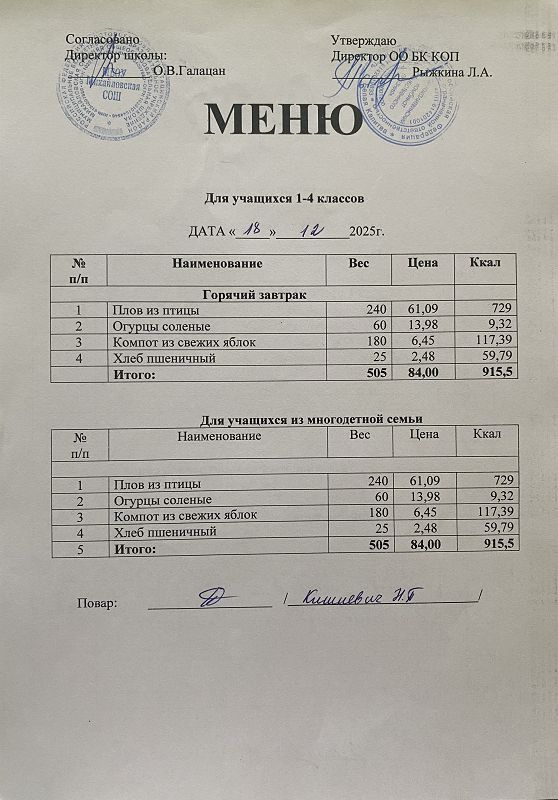 Согласовано
Директор школы:
О.В.Галацан
Утверждаю
Директор ОО БК КОП
Рыжкина Л.А.
Михайловская
СОШ
МЕНЮ
Для учащихся 1-4 классов
ДАТА «18»12 2025г.
№ п/п Наименование Вес Цена Ккал
Горячий завтрак
1 Плов из птицы 240 61,09 729
2 Огурцы соленые 60 13,98 9,32
3 Компот из свежих яблок 180 6,45 117,39
4 Хлеб пшеничный 25 2,48 59,79
Итого: 505 84,00 915,5
Для учащихся из многодетной семьи
№ п/п Наименование Вес Цена Ккал
1 Плов из птицы 240 61,09 729
2 Огурцы соленые 60 13,98 9,32
3 Компот из свежих яблок 180 6,45 117,39
4 Хлеб пшеничный 25 2,48 59,79
5 Итого: 505 84,00 915,5
Повар: / Н.Г /